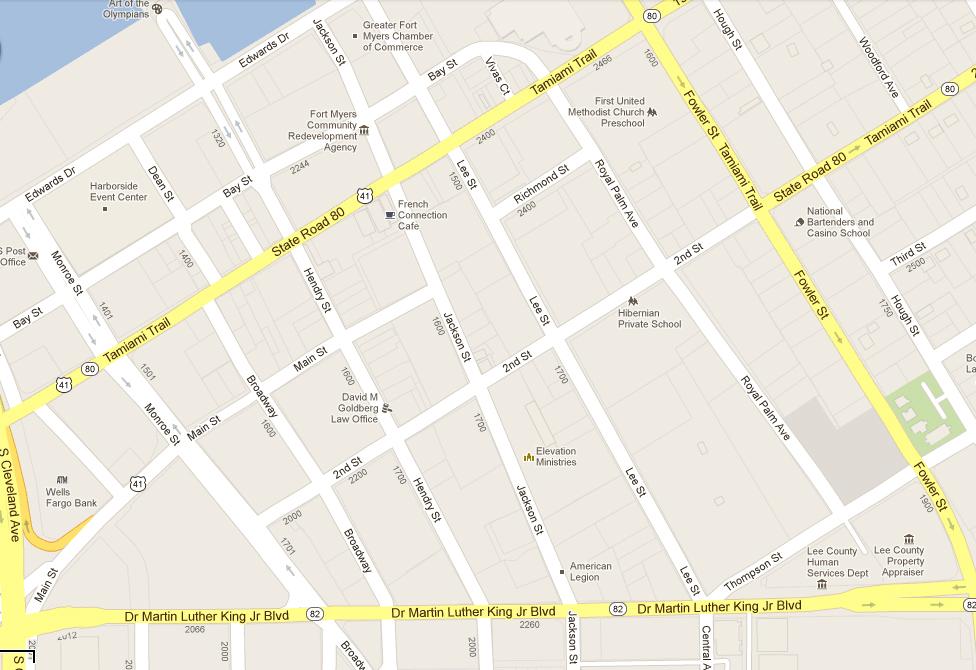 Art of the
Olympians
Edwards Dr
Jackson St
Greater Fort
Myers Chamber
of Commerce
80
Hough St
Woodford Ave
Bay St
Vivas Ct
Tamiami Trail
2466
1600
80
Fowler St
Tamiami Trail
First United
Methodist Church
Preschool
Fort Myers
Community
Redevelopment
Agency
1320
2244
2400
Tamiami Trail
State Road 80
Edwards Dr
Harborside
Event Center
Dean St
Bay St
Lee St
1500
Richmond St
2400
Royal Palm Ave
41
French
Connection
Cafe
State Road 80
National
Bartenders and
Casino School
S Post
Office
Monroe St
1400
Hendry St
2nd St
Third St
2500
Fowler St
Hibernian
Private School
1750
Hough St
Bay St
1401
Tamiami Trail
Lee St
Jackson St
1600
Main St
2nd St
80
41
1501
1600
1700
Broadway
David M
Goldberg
Law Office
Royal Palm Ave
Monroe St
Main St
1600
1700
S Cleveland Ave
41
Wells
Fargo Bank
ATM
2nd St
2200
1700
Hendry St
Elevation
Ministries
Lee St
Fowler St
1900
2000
Jackson St
1701
Broadway
Main St
American
Legion
Lee St
Thompson St
Lee County
Human
Services Dept
Lee County
Property
Appraiser
Dr Martin Luther King Jr Blvd
82
Dr Martin Luther King Jr Blvd
82
Dr Martin Luther King Jr Blvd
82
2012
2066
2260
2000
2000
Jackson St
Central A
Broadw